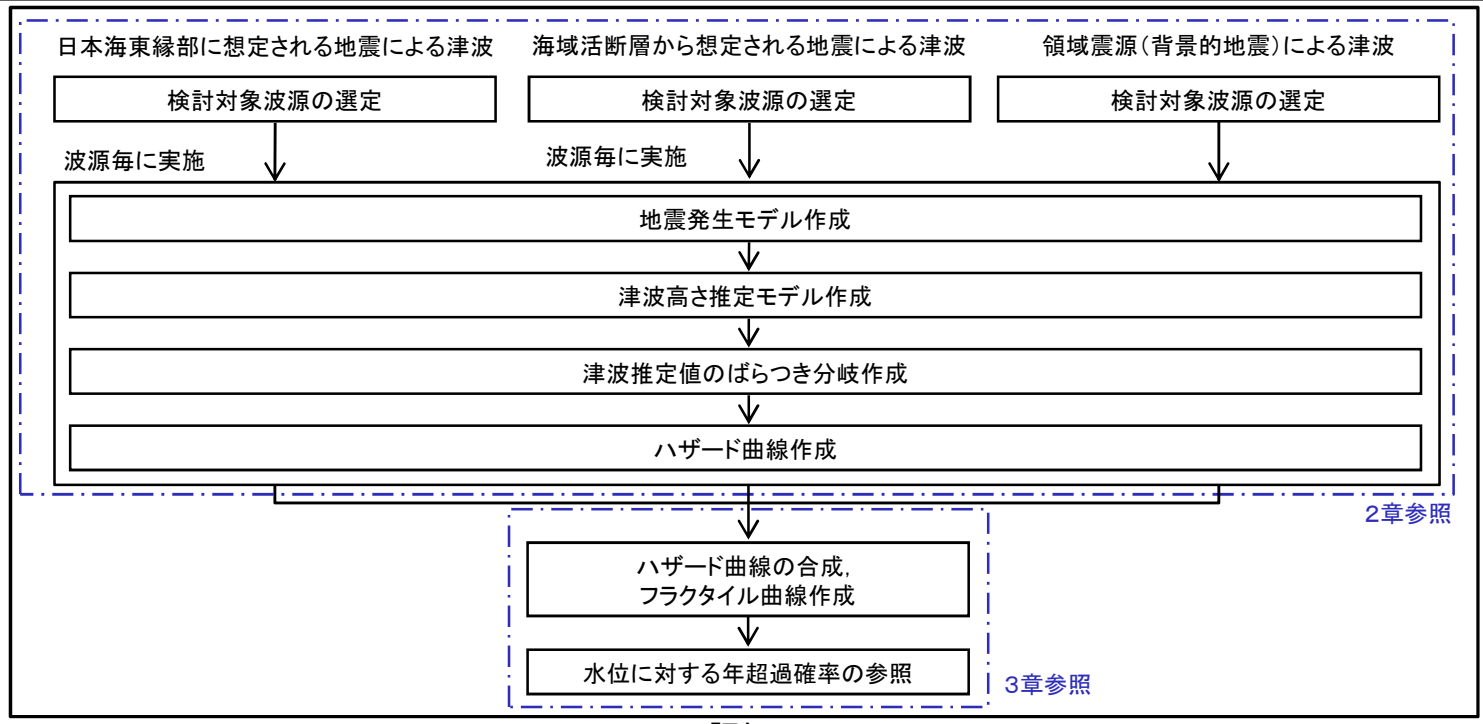 日本海東縁部に想定される地震による津波
海域活断層から想定される地震による津波
領域震源(背景的地震)による津波
検討対象波源の選定
検討対象波源の選定
検討対象波源の選定
波源毎に実施
波源毎に実施
地震発生モデル作成
津波高さ推定モデル作成
津波推定値のばらつき分岐作成
ハザード曲線作成
2章参照
ハザード曲線の合成,
フラクタイル曲線作成
水位に対する年超過確率の参照
3章参照